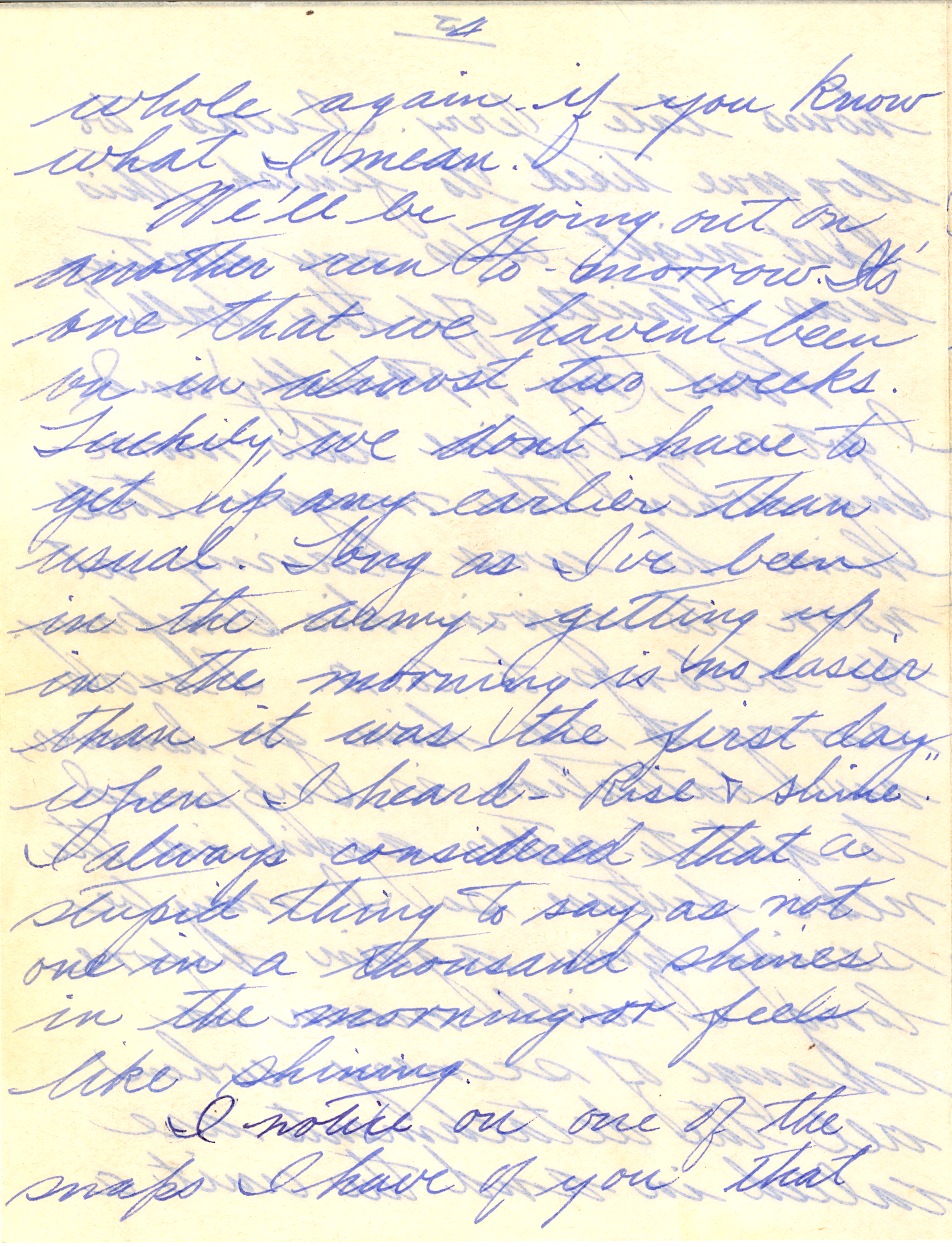 4
whole again - if you know
what I mean.
We'll be going out on
another run to-morrow. It's
one that we haven't been
on in almost two weeks.
Luckily, we don't have to
get up any earlier than
usual. Long as I've been
in the army, getting up
in the morning is no easier
than it was the first day
when I heard - "Rise & shine".
I always considered that a
stupid thing to say, as not
one in a thousand shines
in the morning or feels
like shining.
I notice on one of the
snaps I have of you that